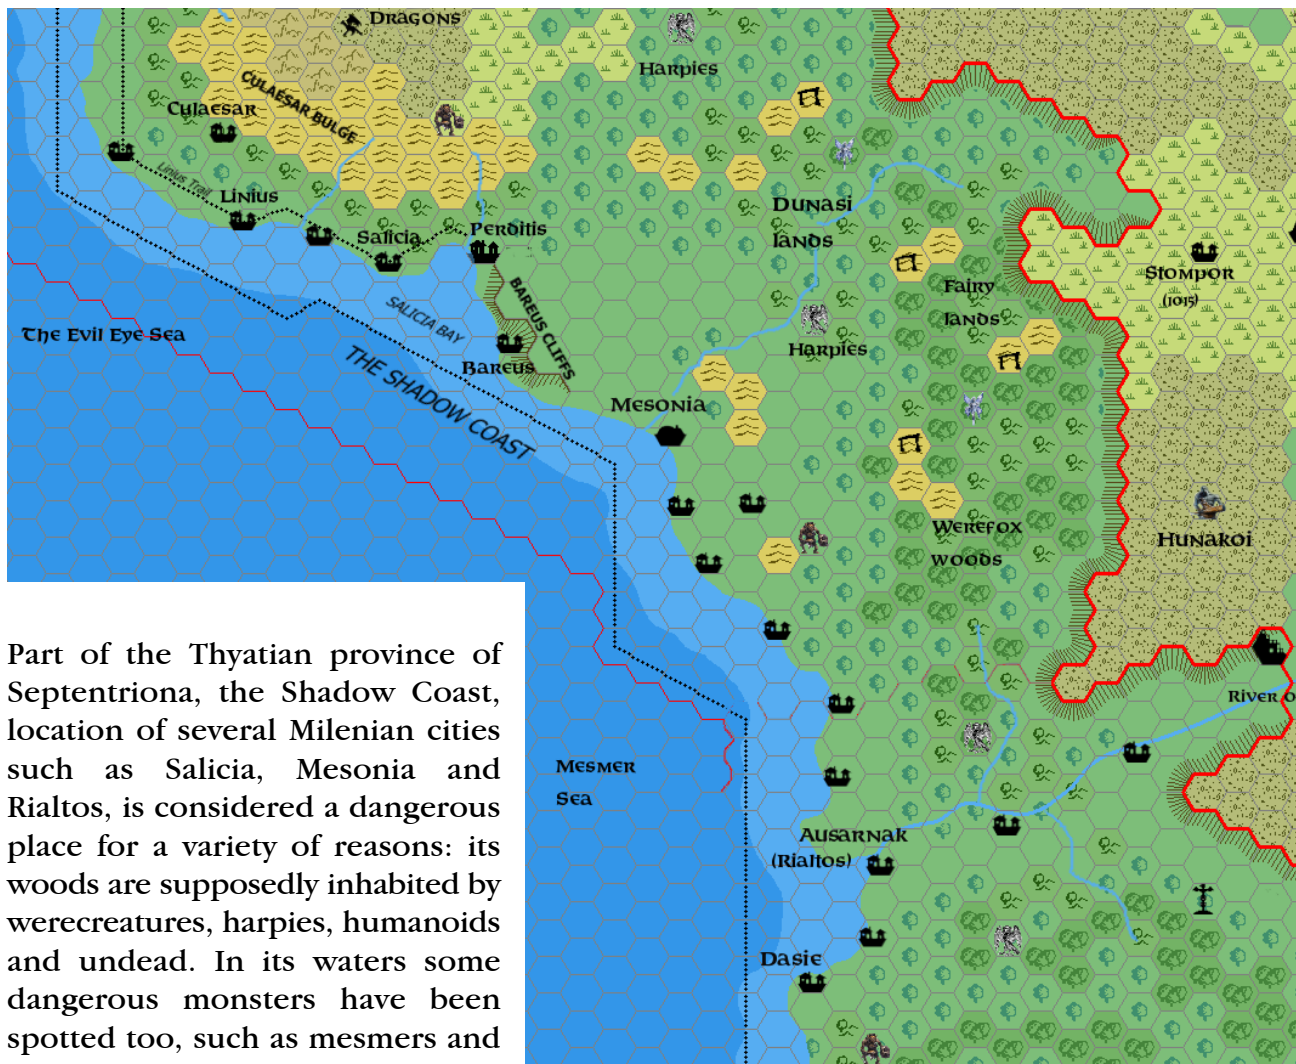 DRAGONS
HARPIES
CULAESAR BULGE
CULAESAR
Linius Trail
LINIUS
SALICIA
PERDITIS
DUNASI
LANDS
STOMPOR
(1015)
FAIRY
LANDS
BAREUS CLIFFS
SALICIA BAY
THE EVIL EYE SEA
HARPIES
BAREUS
THE SHADOW COAST
MESONIA
WEREFOX
WOODS
HUNAKOI
RIVER O
MESMER
SEA
AUSARNAK
(RIALTOS)
DASIE
Part of the Thyatian province of
Septentriona, the Shadow Coast,
location of several Milenian cities
such as Salicia, Mesonia and
Rialtos, is considered a dangerous
place for a variety of reasons: its
woods are supposedly inhabited by
werecreatures, harpies, humanoids
and undead. In its waters some
dangerous monsters have been
spotted too, such as mesmers and